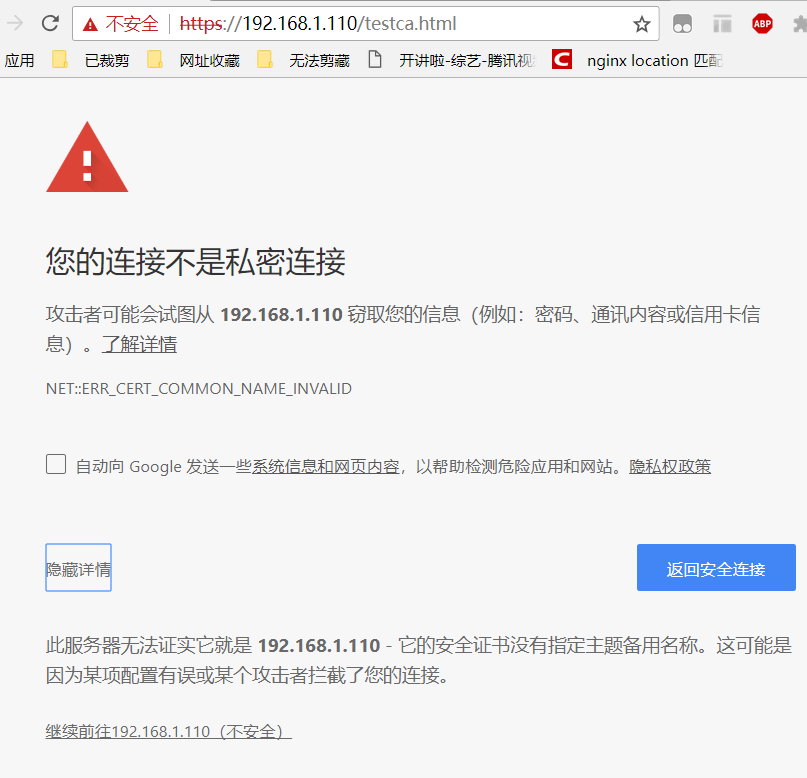 不安全 https://192.168.1.110/testca.html ABP
应用 已裁剪 网址收藏 无法剪藏 开讲啦-综艺-腾讯视 C nginx location 匹配
您的连接不是私密连接
攻击者可能会试图从 192.168.1.110 窃取您的信息（例如：密码、通讯内容或信用卡信
息）。了解详情
NET::ERR_CERT_COMMON_NAME_INVALID
自动向 Google 发送一些系统信息和网页内容，以帮助检测危险应用和网站。隐私权政策
隐藏详情 返回安全连接
此服务器无法证实它就是 192.168.1.110 - 它的安全证书没有指定主题备用名称。这可能是
因为某项配置有误或某个攻击者拦截了您的连接。
继续前往192.168.1.110（不安全）